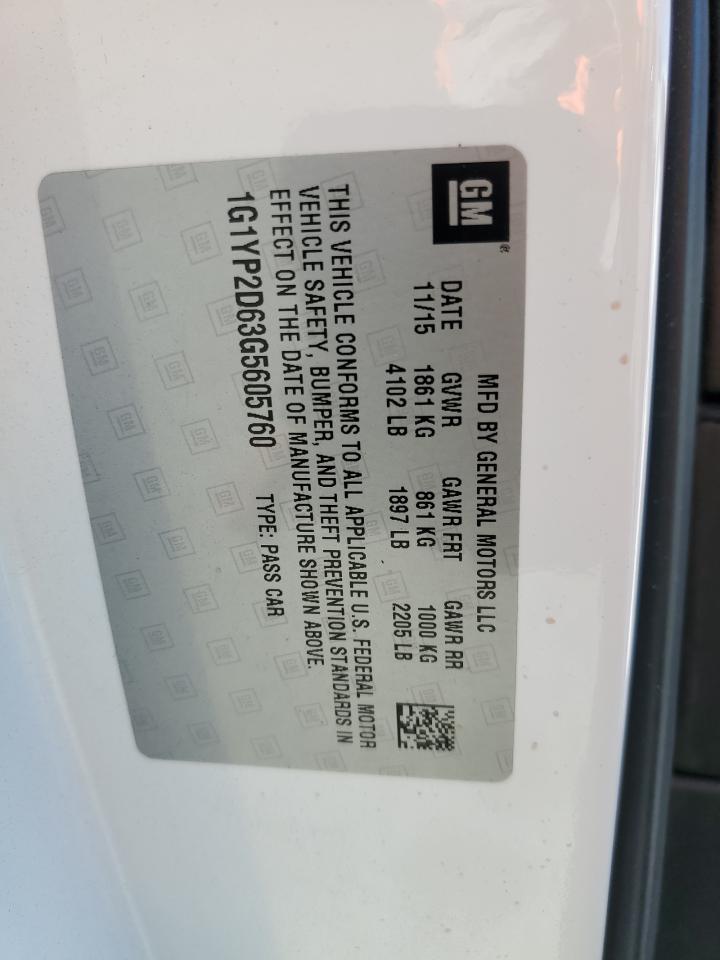 GM®
MFD BY GENERAL MOTORS LLC
DATE GVWR GAWR FRT GAWR RR
11/15 1861 KG 861 KG 1000 KG
4102 LB 1897 LB 2205 LB
THIS VEHICLE CONFORMS TO ALL APPLICABLE U.S. FEDERAL MOTOR
VEHICLE SAFETY, BUMPER, AND THEFT PREVENTION STANDARDS IN
EFFECT ON THE DATE OF MANUFACTURE SHOWN ABOVE.
1G1YP2D63G5605760 TYPE: PASS CAR